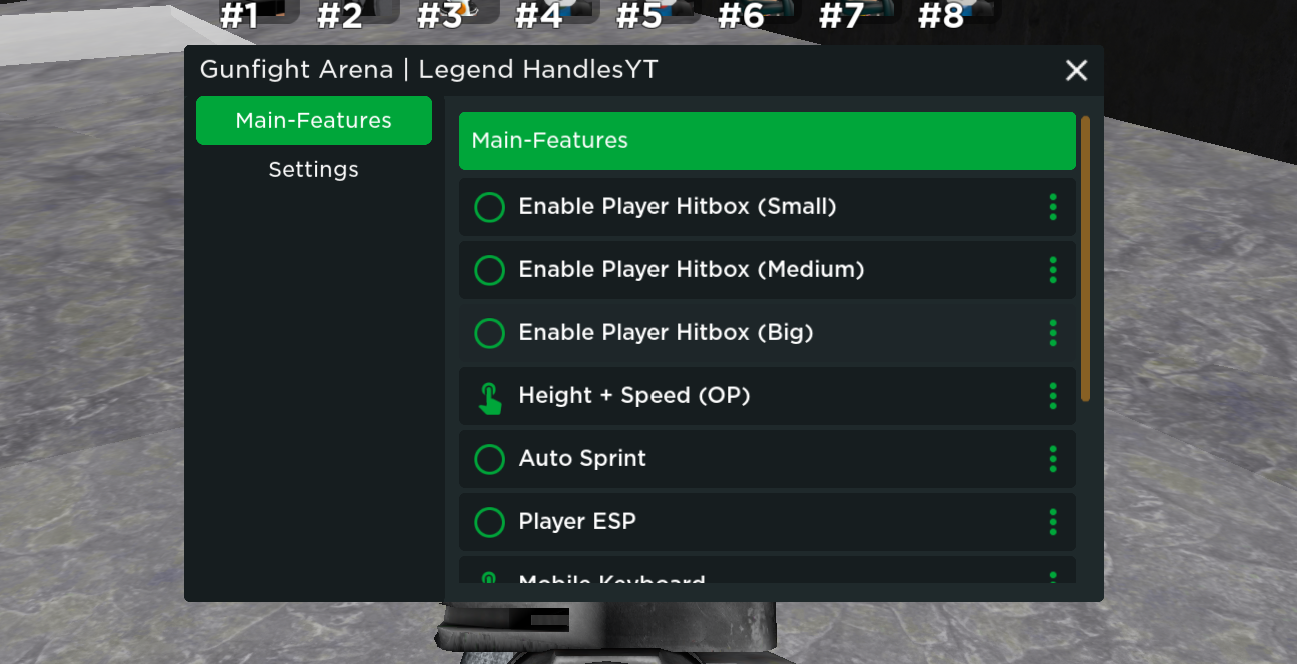 #1 #2 #3 #4 #5 #6 #7 #8
Gunfight Arena | Legend HandlesYT
Main-Features
Settings
Main-Features
Enable Player Hitbox (Small)
Enable Player Hitbox (Medium)
Enable Player Hitbox (Big)
Height + Speed (OP)
Auto Sprint
Player ESP
Mobile Keyboard